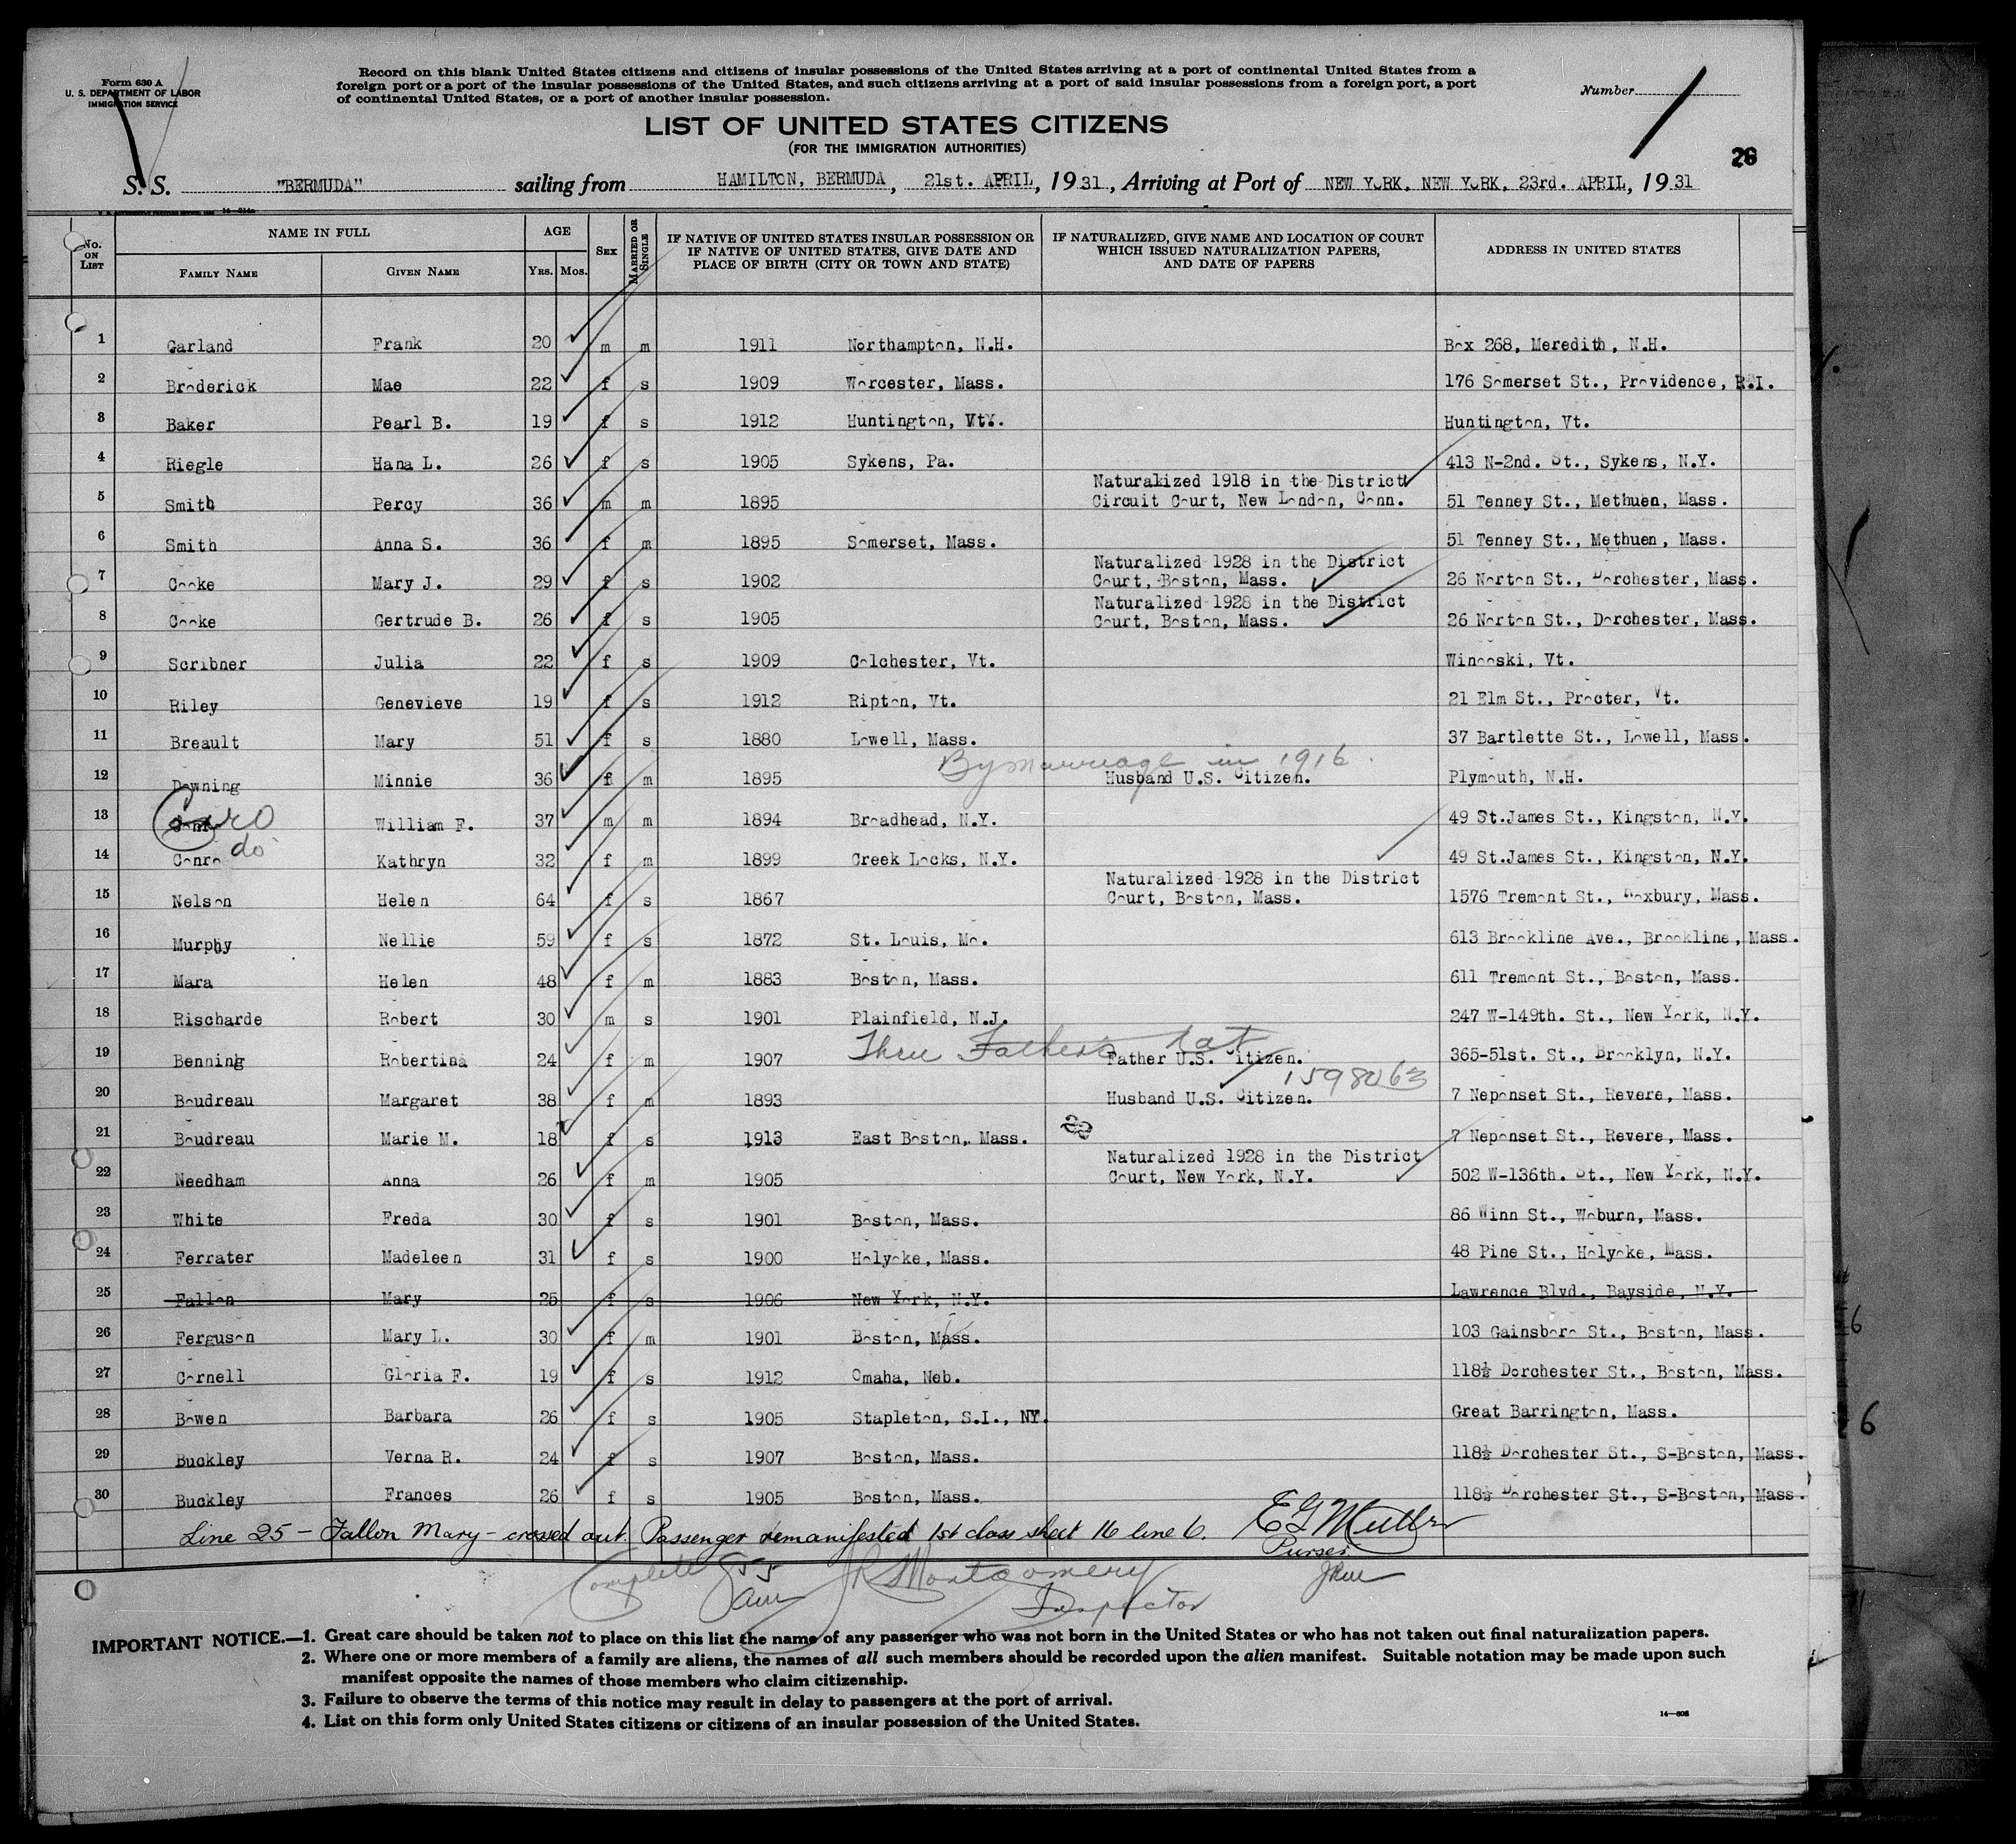 Form 630 A
U. S. DEPARTMENT OF LABOR
IMMIGRATION SERVICE
Record on this blank United States citizens and citizens of insular possessions of the United States arriving at a port of continental United States from a
foreign port or a port of the insular possessions of the United States, and such citizens arriving at a port of said insular possessions from a foreign port, a port
of continental United States, or a port of another insular possession.
Number
LIST OF UNITED STATES CITIZENS
(FOR THE IMMIGRATION AUTHORITIES)
26
S. S. "BERMUDA" sailing from HAMILTON, BERMUDA, 21st. APRIL, 1931, Arriving at Port of NEW YORK, NEW YORK, 23rd. APRIL, 1931
No. ON LIST NAME IN FULL AGE SEX MARRIED OR SINGLE IF NATIVE OF UNITED STATES INSULAR POSSESSION OR IF NATIVE OF UNITED STATES, GIVE DATE AND PLACE OF BIRTH (CITY OR TOWN AND STATE) IF NATURALIZED, GIVE NAME AND LOCATION OF COURT WHICH ISSUED NATURALIZATION PAPERS, AND DATE OF PAPERS ADDRESS IN UNITED STATES
FAMILY NAME GIVEN NAME YRS. MOS.
1 Garland Frank 20 m m 1911 Northampton, N.H. Box 268, Meredith, N.H.
2 Broderick Mae 22 f s 1909 Worcester, Mass. 176 Somerset St., Providence, R.I.
3 Baker Pearl B. 19 f s 1912 Huntington, Vt. Huntington, Vt.
4 Riegle Hana L. 26 f s 1905 Sykens, Pa. 413 N-2nd. St., Sykens, N.Y.
Naturalized 1918 in the District
5 Smith Percy 36 m m 1895 Circuit Court, New London, Conn. 51 Tenney St., Methuen, Mass.
6 Smith Anna S. 36 f m 1895 Somerset, Mass. 51 Tenney St., Methuen, Mass.
Naturalized 1928 in the District
7 Cooke Mary J. 29 f s 1902 Court, Boston, Mass. 26 Norton St., Dorchester, Mass.
Naturalized 1928 in the District
8 Cooke Gertrude B. 26 f s 1905 Court, Boston, Mass. 26 Norton St., Dorchester, Mass.
9 Scribner Julia 22 f s 1909 Colchester, Vt. Winooski, Vt.
10 Riley Genevieve 19 f s 1912 Ripton, Vt. 21 Elm St., Procter, Vt.
11 Breault Mary 51 f s 1880 Lowell, Mass. 37 Bartlette St., Lowell, Mass.
By marriage in 1916.
12 Downing Minnie 36 f m 1895 Husband U.S. Citizen. Plymouth, N.H.
13 William F. 37 m m 1894 Broadhead, N.Y. 49 St.James St., Kingston, N.Y.
do
14 Conro Kathryn 32 f m 1899 Creek Locks, N.Y. 49 St.James St., Kingston, N.Y.
Naturalized 1928 in the District
15 Nelson Helen 64 f s 1867 Court, Boston, Mass. 1576 Tremont St., Roxbury, Mass.
16 Murphy Nellie 59 f s 1872 St. Louis, Mo. 613 Brookline Ave., Brookline, Mass.
17 Mara Helen 48 f m 1883 Boston, Mass. 611 Tremont St., Boston, Mass.
18 Rischarde Robert 30 m s 1901 Plainfield, N.J. 247 W-149th. St., New York, N.Y.
Thru Father's nat
19 Benning Robertina 24 f m 1907 Father U.S. Citizen. 365-51st. St., Brooklyn, N.Y.
1598063
20 Boudreau Margaret 38 f m 1893 Husband U.S. Citizen. 7 Neponset St., Revere, Mass.
21 Boudreau Marie M. 18 f s 1913 East Boston, Mass. 7 Neponset St., Revere, Mass.
Naturalized 1928 in the District
22 Needham Anna 26 f m 1905 Court, New York, N.Y. 502 W-136th. St., New York, N.Y.
23 White Freda 30 f s 1901 Boston, Mass. 86 Winn St., Woburn, Mass.
24 Ferrater Madeleen 31 f s 1900 Holyoke, Mass. 48 Pine St., Holyoke, Mass.
25 Fallon Mary 25 f s 1906 New York, N.Y. Lawrence Blvd., Bayside, N.Y.
26 Ferguson Mary L. 30 f m 1901 Boston, Mass. 103 Gainsboro St., Boston, Mass.
27 Cornell Gloria F. 19 f s 1912 Omaha, Neb. 118½ Dorchester St., Boston, Mass.
28 Bowen Barbara 26 f s 1905 Stapleton, S.I., NY. Great Barrington, Mass.
29 Buckley Verna R. 24 f s 1907 Boston, Mass. 118½ Dorchester St., S-Boston, Mass.
30 Buckley Frances 26 f s 1905 Boston, Mass. 118½ Dorchester St., S-Boston, Mass.
Line 25 – Fallon Mary – crossed out. Passenger remanifested 1st class sheet 16 line 6. E G Muller
Purser
Complete JR Montgomery
Inspector
IMPORTANT NOTICE.—1. Great care should be taken not to place on this list the name of any passenger who was not born in the United States or who has not taken out final naturalization papers.
2. Where one or more members of a family are aliens, the names of all such members should be recorded upon the alien manifest. Suitable notation may be made upon such
manifest opposite the names of those members who claim citizenship.
3. Failure to observe the terms of this notice may result in delay to passengers at the port of arrival.
4. List on this form only United States citizens or citizens of an insular possession of the United States.